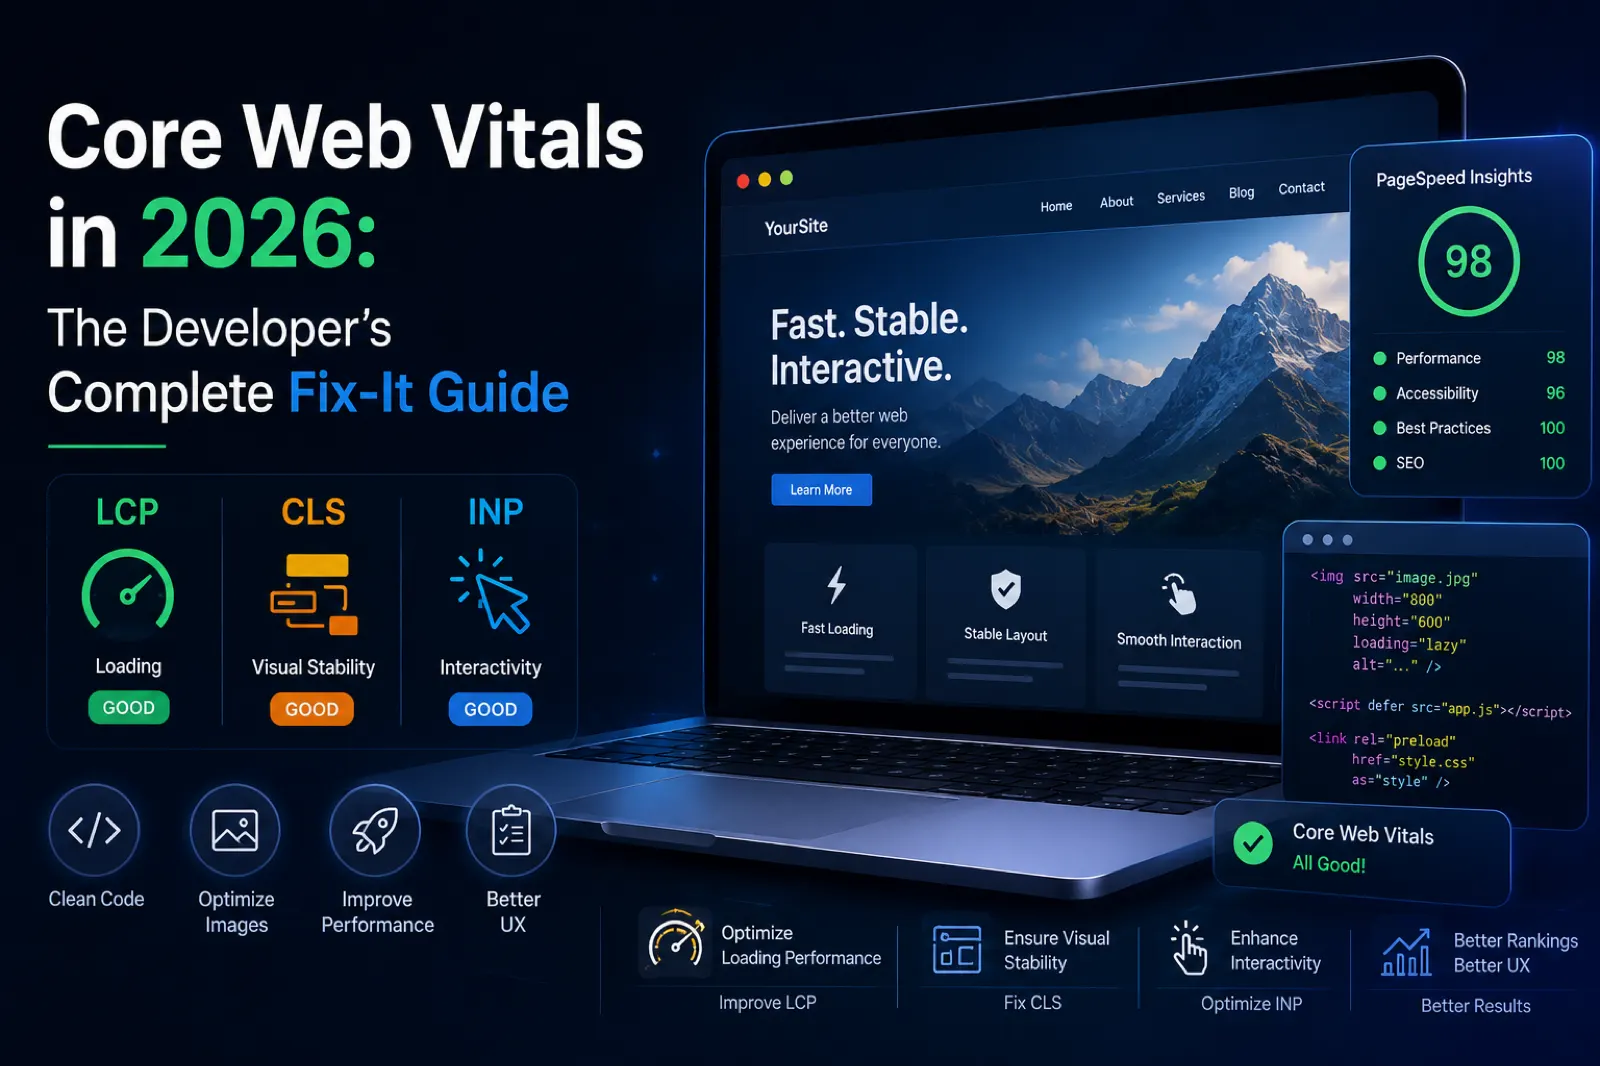 Core Web Vitals
in 2026:
The Developer's
Complete Fix-It Guide
LCP
Loading
GOOD
CLS
Visual Stability
GOOD
INP
Interactivity
GOOD
Clean Code
Optimize
Images
Improve
Performance
Better
UX
YourSite
Home About Services Blog Contact
Fast. Stable.
Interactive.
Deliver a better web
experience for everyone.
Learn More
Fast Loading
Stable Layout
Smooth Interaction
PageSpeed Insights
98
Performance 98
Accessibility 96
Best Practices 100
SEO 100
<img src="image.jpg"
width="800"
height="600"
loading="lazy"
alt="..." />
<script defer src="app.js"></script>
<link rel="preload"
href="style.css"
as="style" />
Core Web Vitals
All Good!
Optimize
Loading Performance
Improve LCP
Ensure Visual
Stability
Fix CLS
Enhance
Interactivity
Optimize INP
Better Rankings
Better UX
Better Results